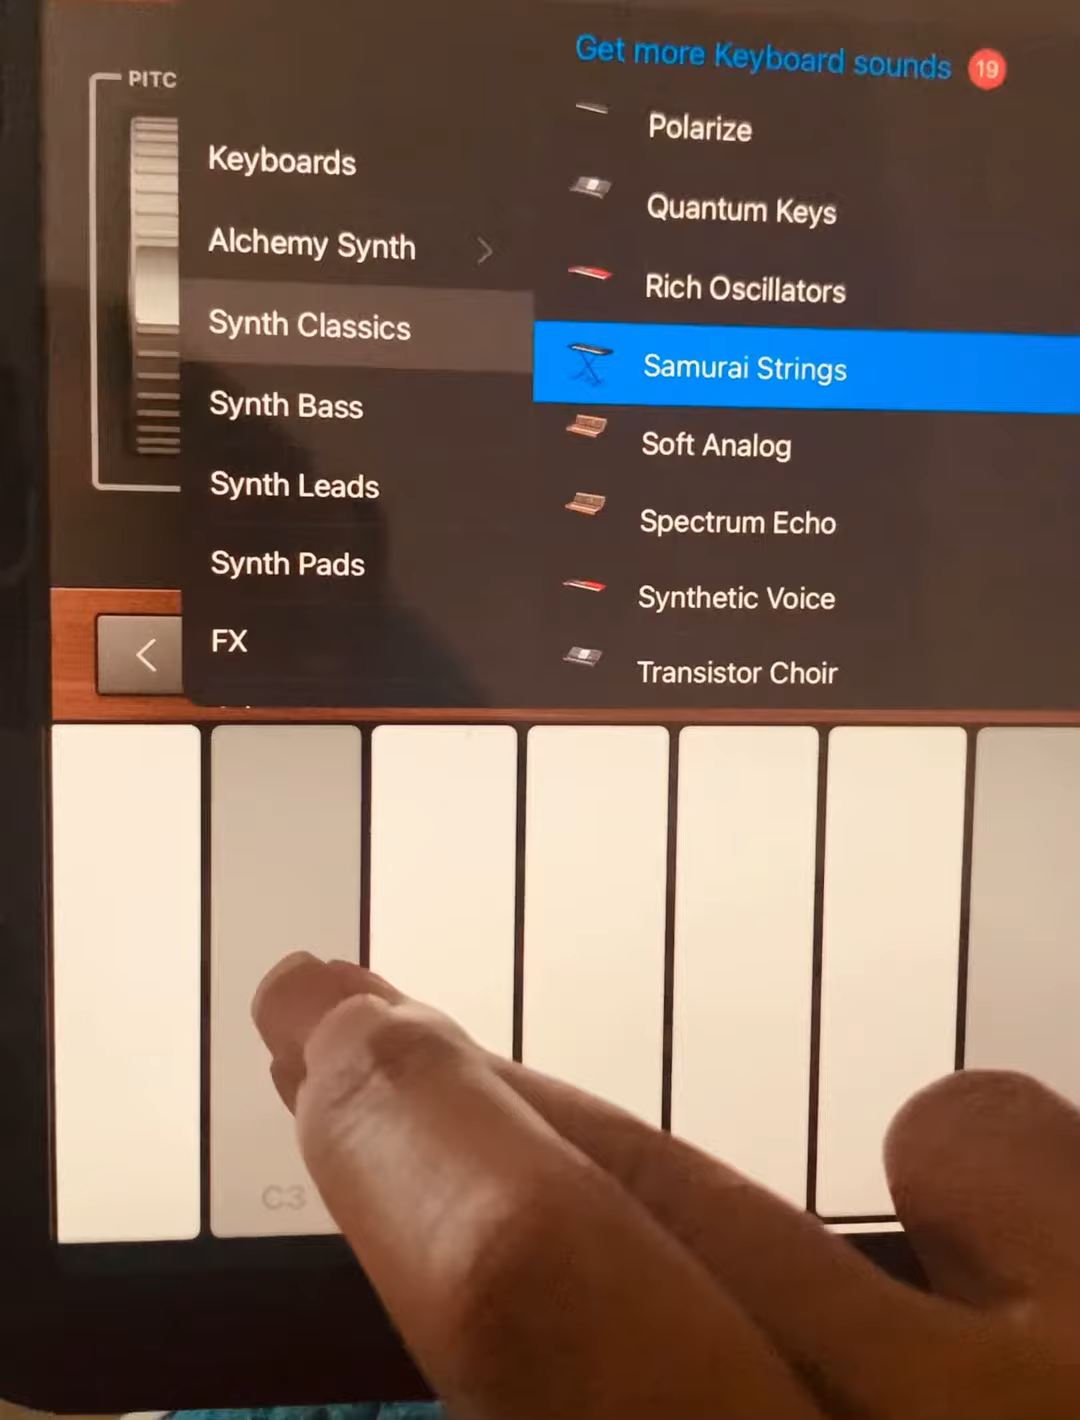 Get more Keyboard sounds 19
PITC
Keyboards
Alchemy Synth
Synth Classics
Synth Bass
Synth Leads
Synth Pads
FX
Polarize
Quantum Keys
Rich Oscillators
Samurai Strings
Soft Analog
Spectrum Echo
Synthetic Voice
Transistor Choir
C3